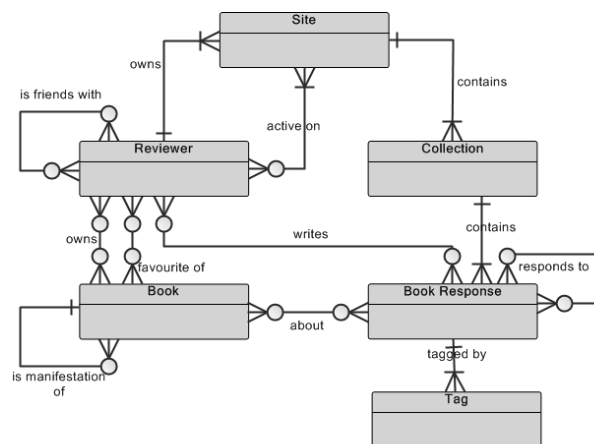 Site
owns
contains
is friends with
active on
Reviewer
Collection
owns
favourite of
writes
contains
responds to
Book
Book Response
about
is manifestation
of
tagged by
Tag